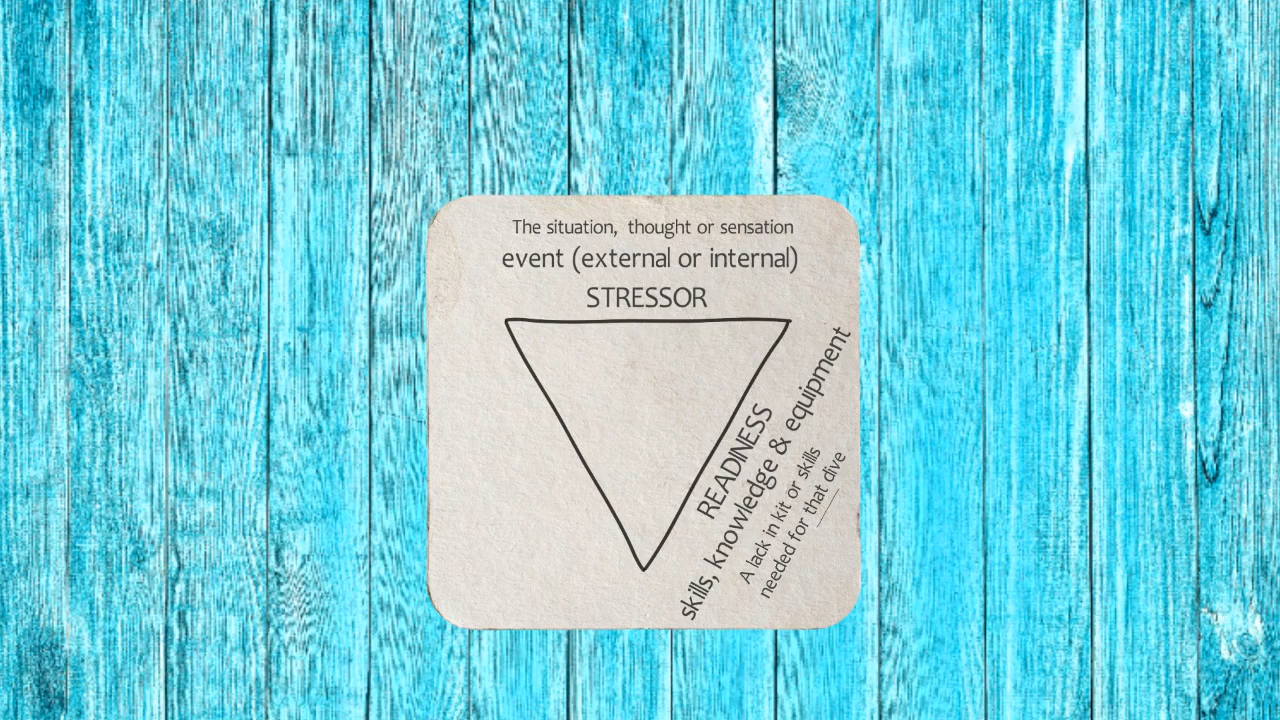 The situation, thought or sensation
event (external or internal)
STRESSOR
READINESS
skills, knowledge & equipment
A lack in kit or skills
needed for that dive